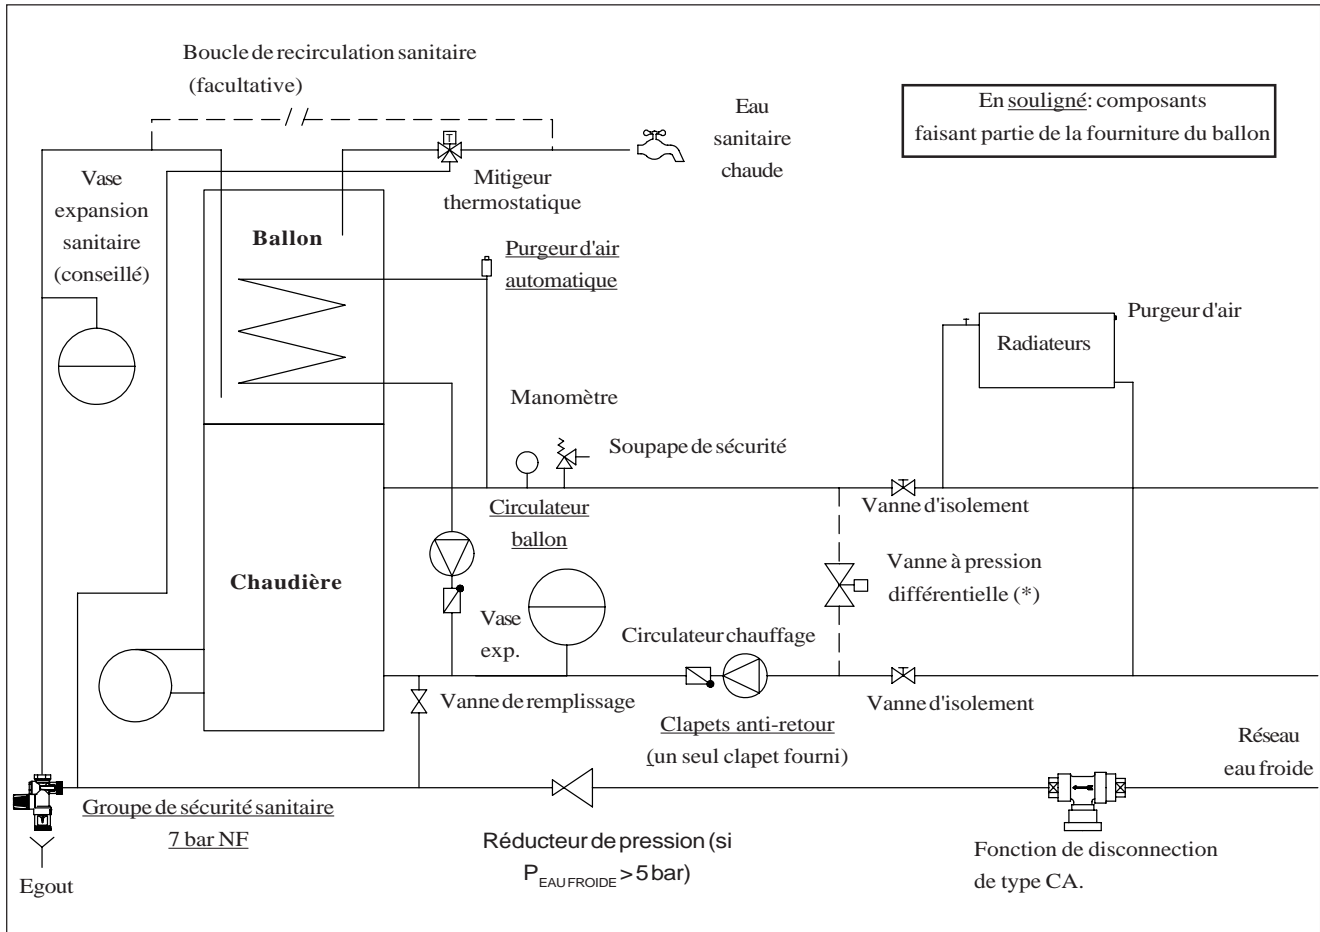 Boucle de recirculation sanitaire
(facultative)
Eau
sanitaire
chaude
En souligné: composants
faisant partie de la fourniture du ballon
T
Vase
expansion
sanitaire
(conseillé)
Mitigeur
thermostatique
Ballon
Purgeur d'air
automatique
Purgeur d'air
Radiateurs
Manomètre
Soupape de sécurité
Circulateur
ballon
Vanne d'isolement
Chaudière
Vanne à pression
différentielle (*)
Vase
exp.
Circulateur chauffage
Vanne de remplissage
Vanne d'isolement
Clapets anti-retour
(un seul clapet fourni)
Réseau
eau froide
Groupe de sécurité sanitaire
7 bar NF
Réducteur de pression (si
P EAU FROIDE > 5 bar)
Fonction de disconnection
de type CA.
Egout